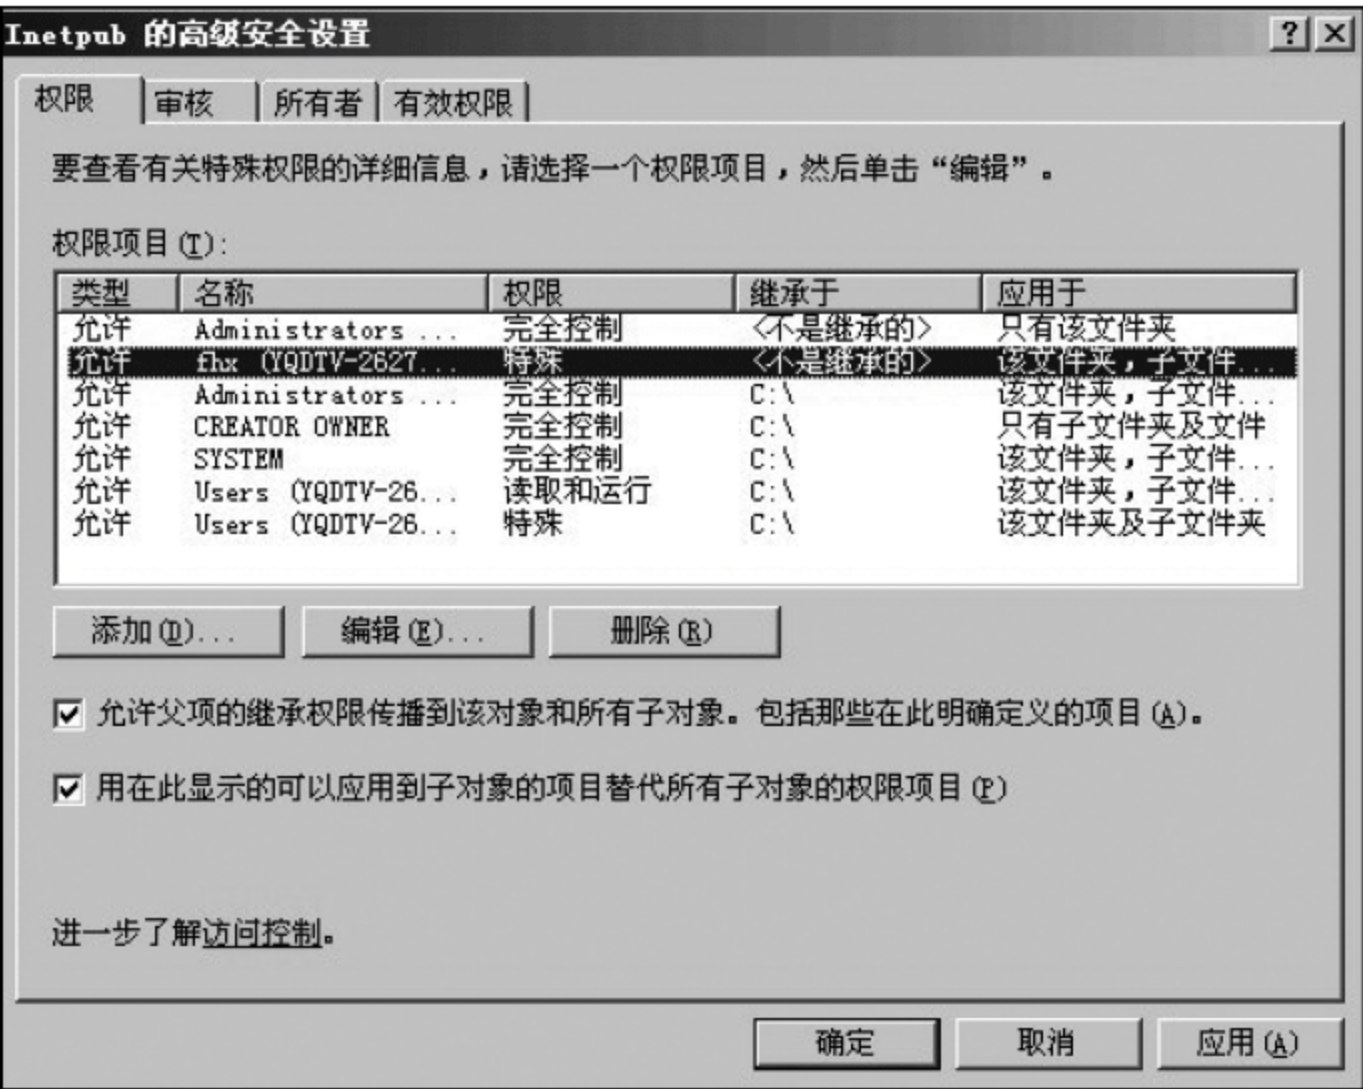 Inetpub 的高级安全设置
权限 审核 所有者 有效权限
要查看有关特殊权限的详细信息，请选择一个权限项目，然后单击“编辑”。
权限项目(T):
类型 名称 权限 继承于 应用于
允许 Administrators ... 完全控制 <不是继承的> 只有该文件夹
允许 fhx (YQDTV-2627... 特殊 <不是继承的> 该文件夹，子文件...
允许 Administrators ... 完全控制 C:\ 该文件夹，子文件...
允许 CREATOR OWNER 完全控制 C:\ 只有子文件夹及文件
允许 SYSTEM 完全控制 C:\ 该文件夹，子文件...
允许 Users (YQDTV-26... 读取和运行 C:\ 该文件夹，子文件...
允许 Users (YQDTV-26... 特殊 C:\ 该文件夹及子文件夹
添加(D)... 编辑(E)... 删除(R)
允许父项的继承权限传播到该对象和所有子对象。包括那些在此明确定义的项目(A)。
用在此显示的可以应用到子对象的项目替代所有子对象的权限项目(P)
进一步了解访问控制。
确定 取消 应用(A)